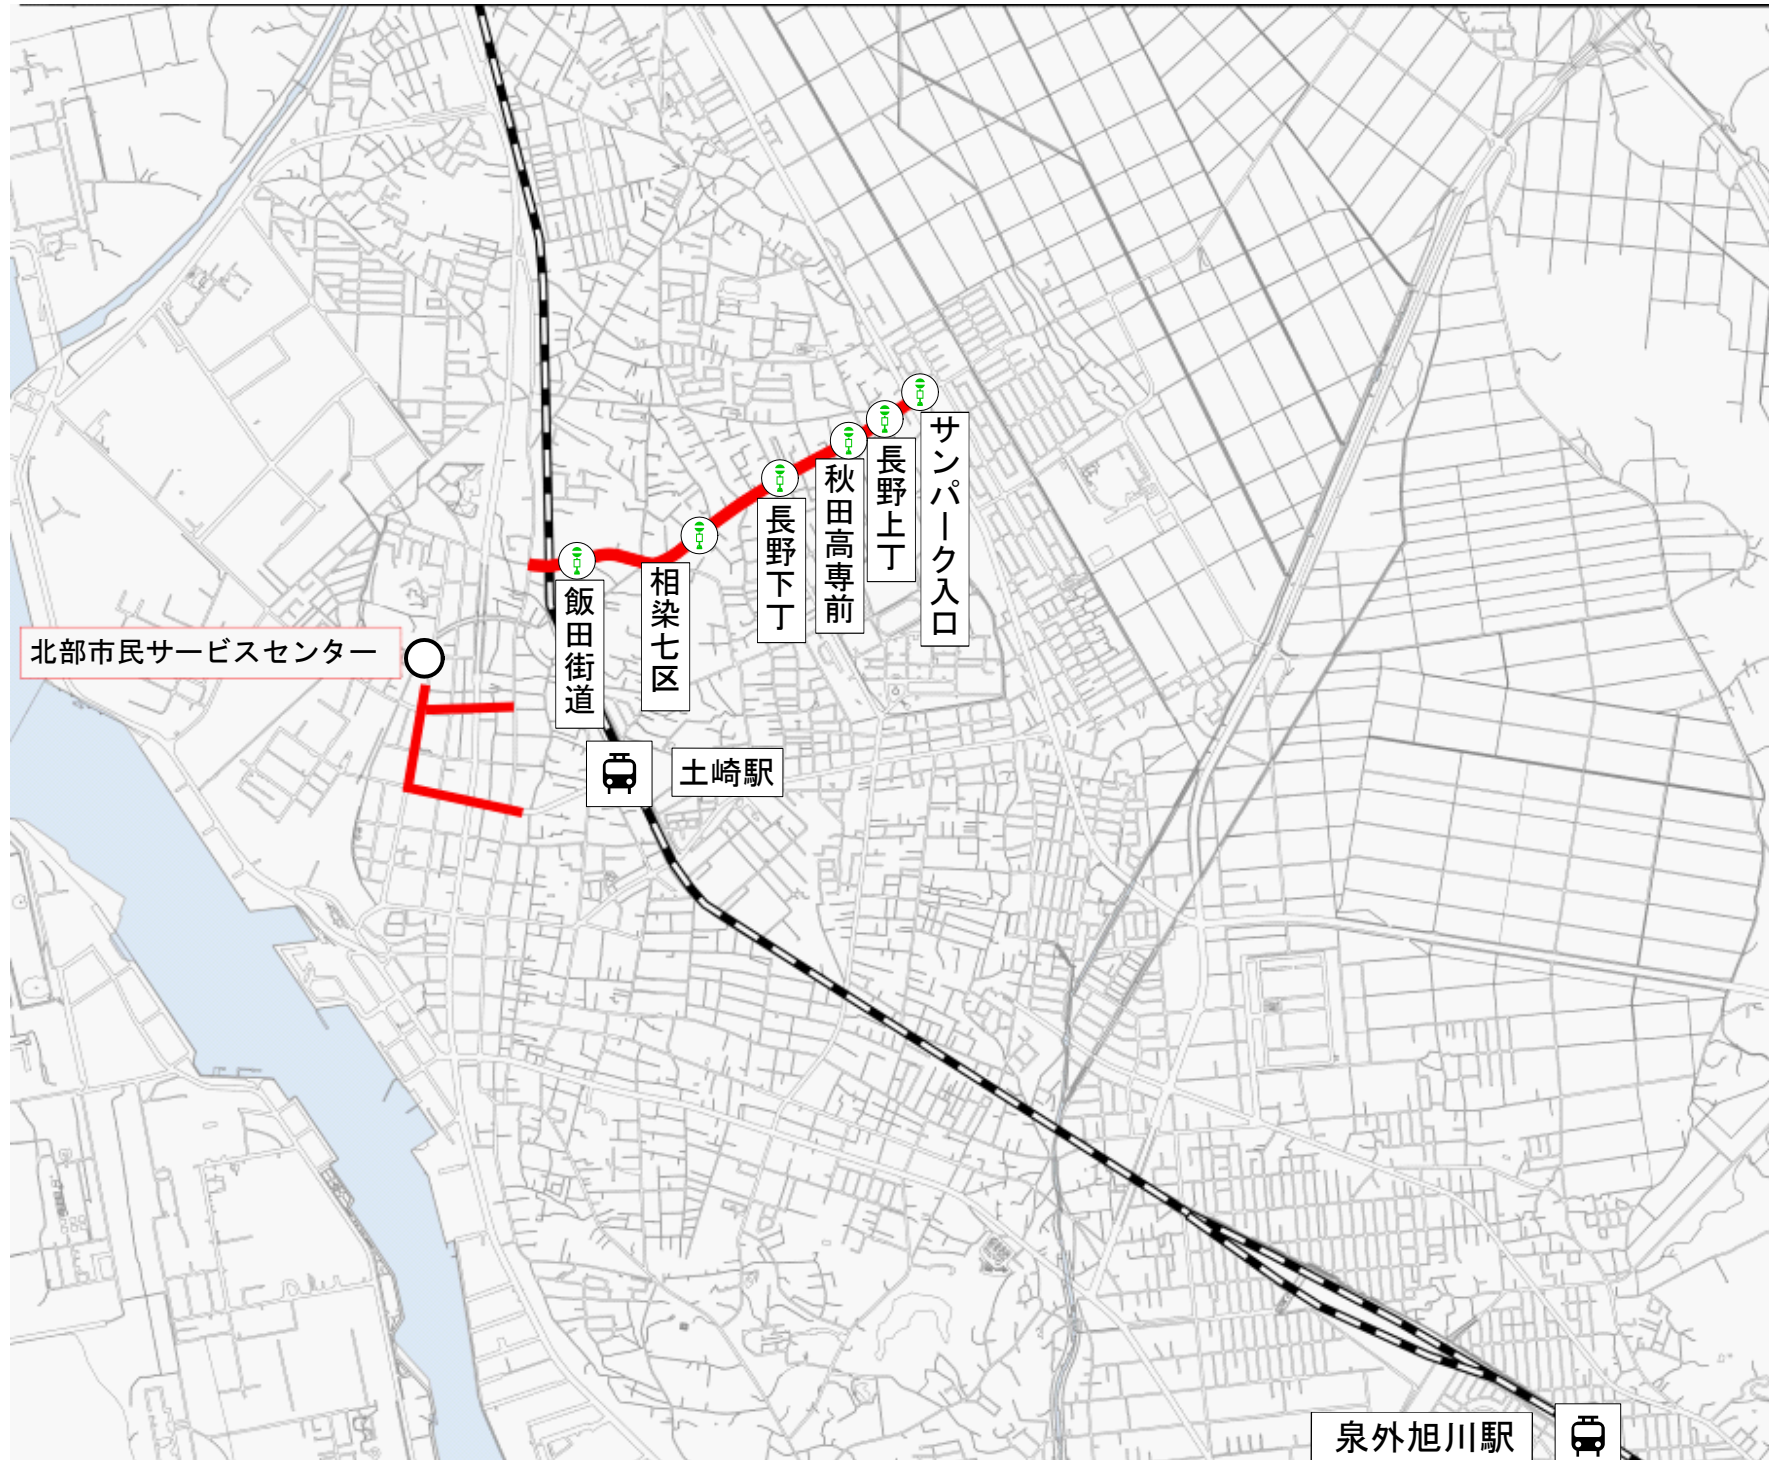 サンパーク入口
長野上丁
秋田高専前
長野下丁
相染七区
飯田街道
北部市民サービスセンター
土崎駅
泉外旭川駅